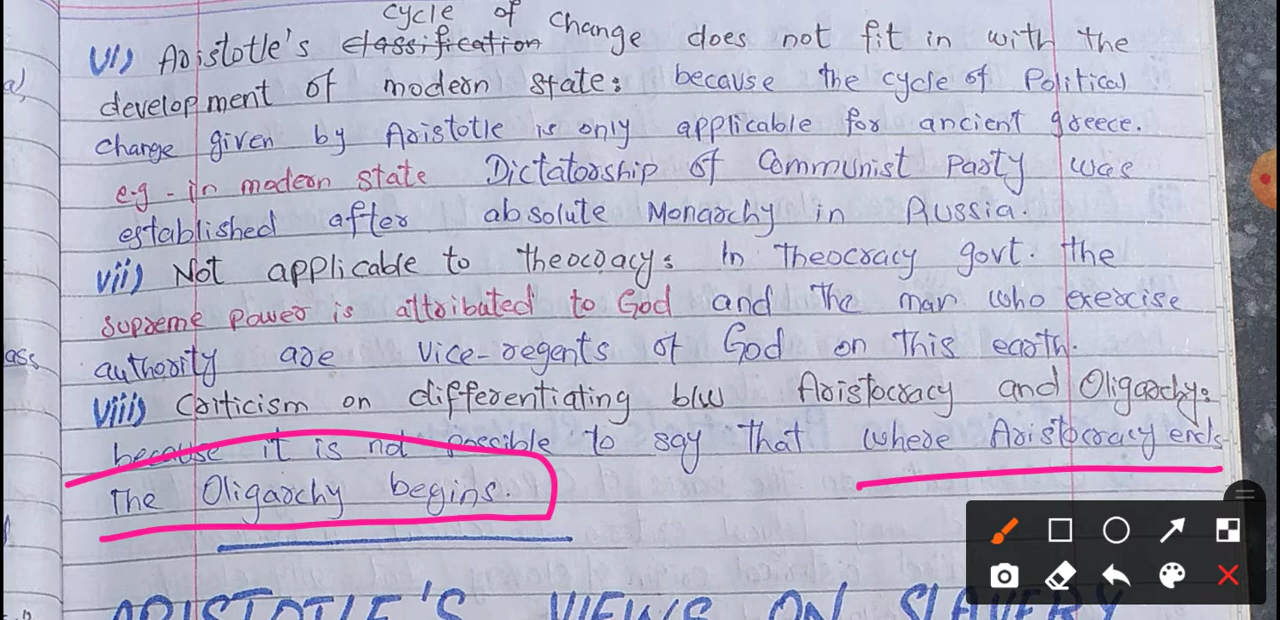 cycle of change
vi) Aristotle's classification does not fit in with the
development of modern state: because the cycle of Political
change given by Aristotle is only applicable for ancient greece.
e.g - in modern state Dictatorship of Communist Party was
established after absolute Monarchy in Russia.
vii) Not applicable to theocracy: In Theocracy govt. the
supreme power is attributed to God and The man who exercise
authority are vice-regents of God on This earth.
viii) Criticism on differentiating b/w Aristocracy and Oligarchy:
because it is not possible to say that where Aristocracy ends
The Oligarchy begins.
ARISTOTLE'S VIEWS ON SLAVERY
a)
ass